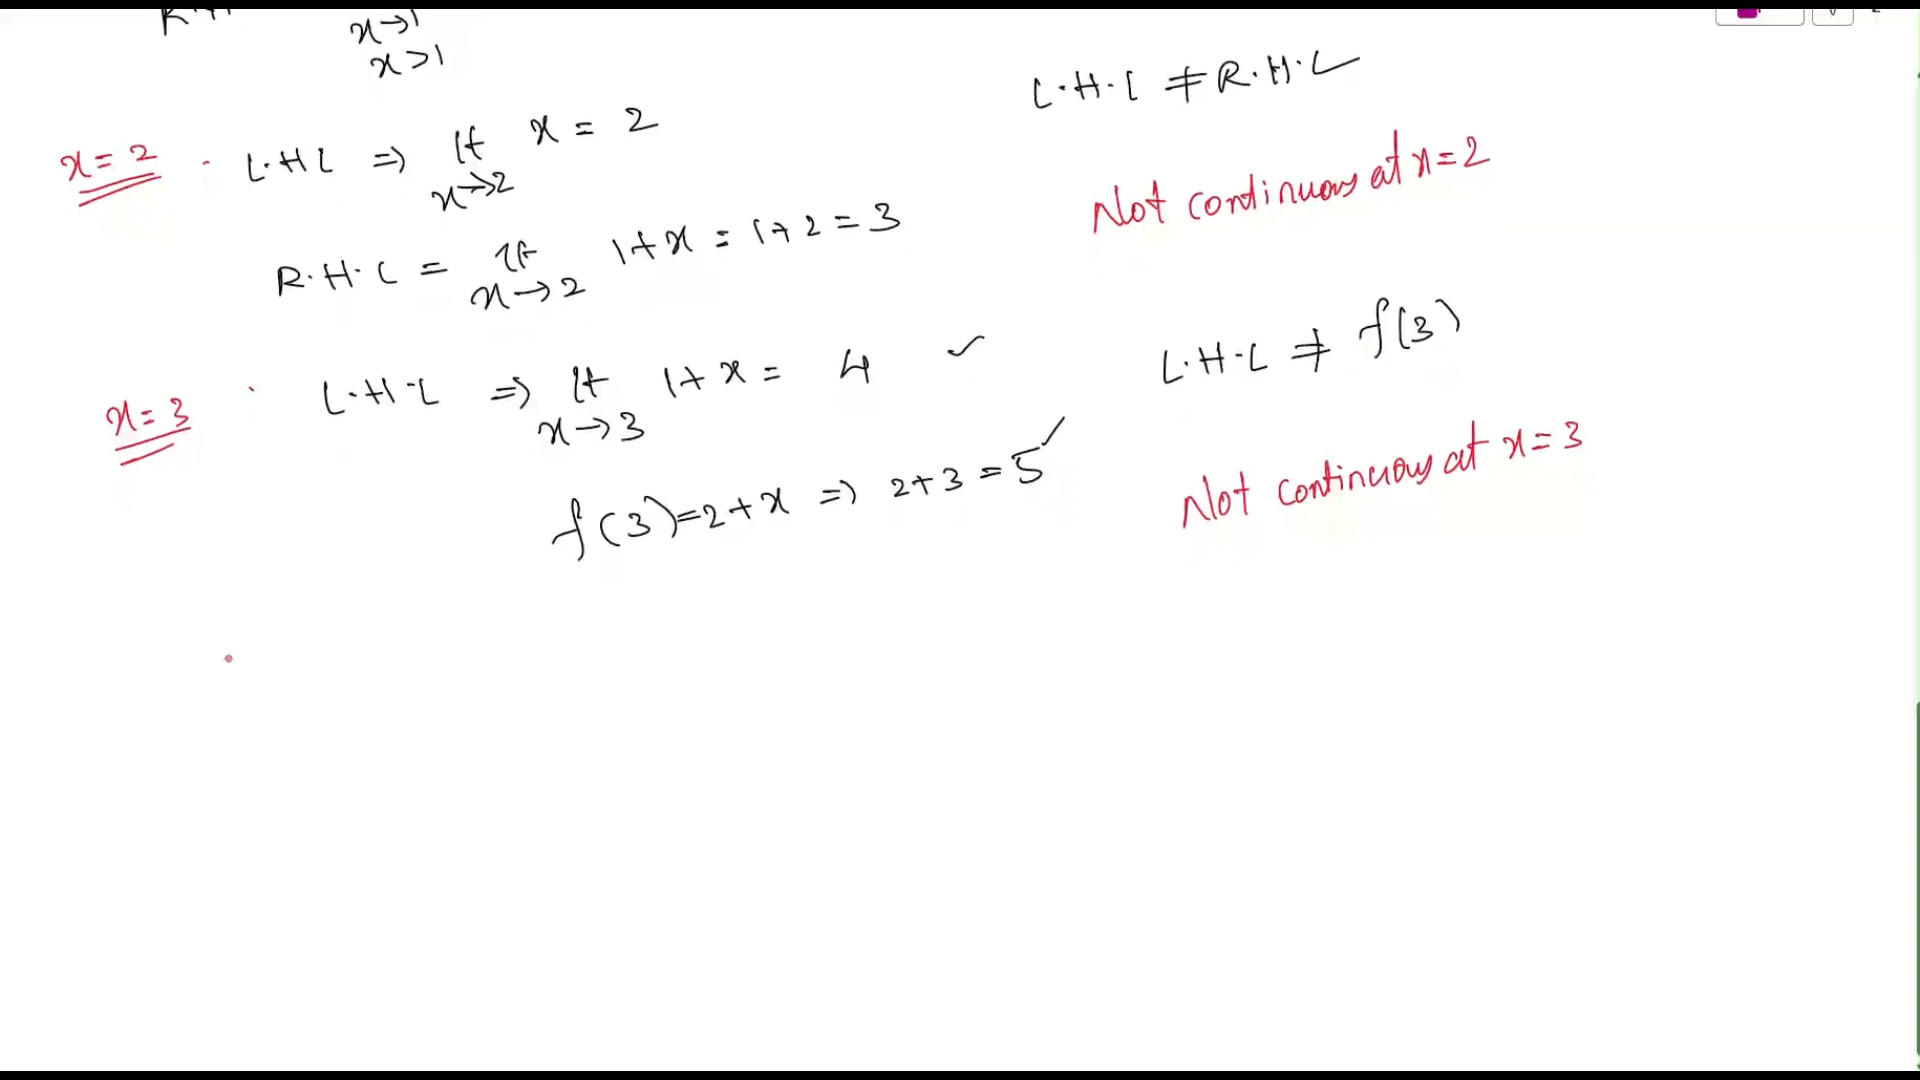 x→1
x>1
L.H.L ≠ R.H.L
x=2 . L.HL ⇒ lt x = 2
x→2
Not continuous at x=2
R.H.L = lt 1+x = 1+2 = 3
x→2
L.H.L ≠ f(3)
x=3 L.H.L ⇒ lt 1+x = 4 ✓
x→3
Not continuous at x=3
f(3)=2+x ⇒ 2+3 = 5 ✓